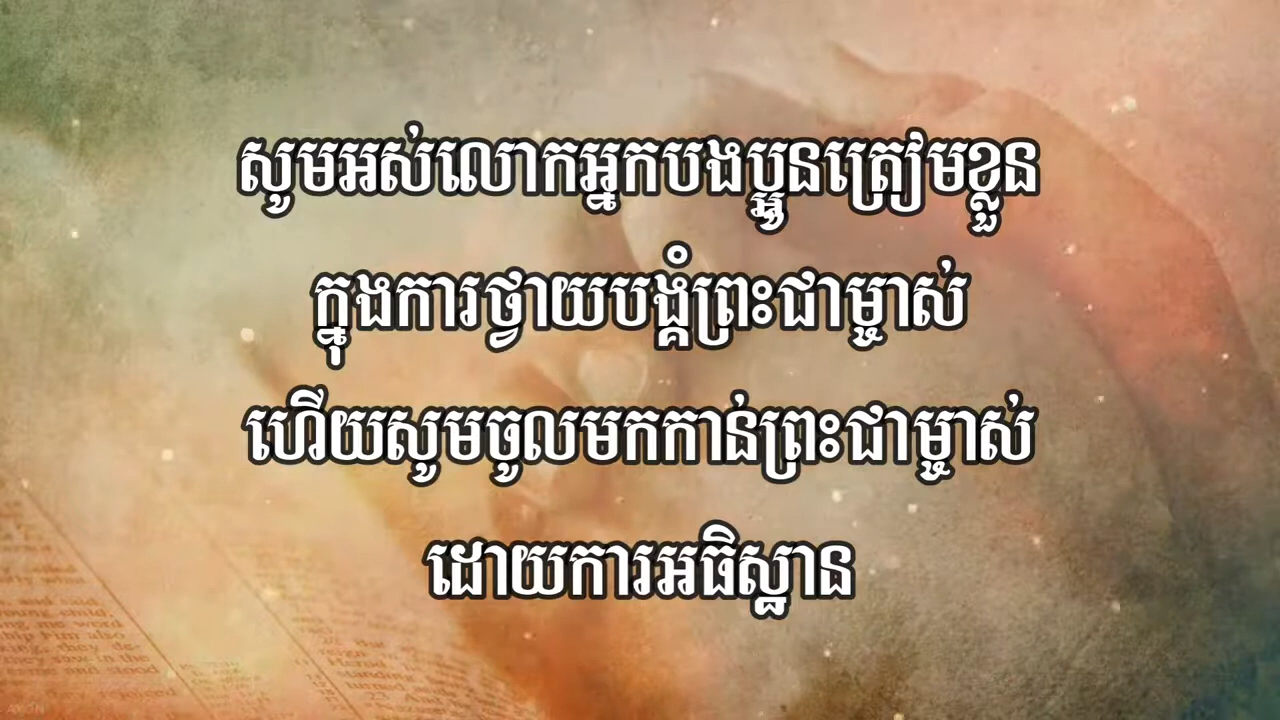 សូមអស់លោកអ្នកបងប្អូនត្រៀមខ្លួន
ក្នុងការថ្វាយបង្គំព្រះជាម្ចាស់
ហើយសូមចូលមកកាន់ព្រះជាម្ចាស់
ដោយការអធិស្ឋាន